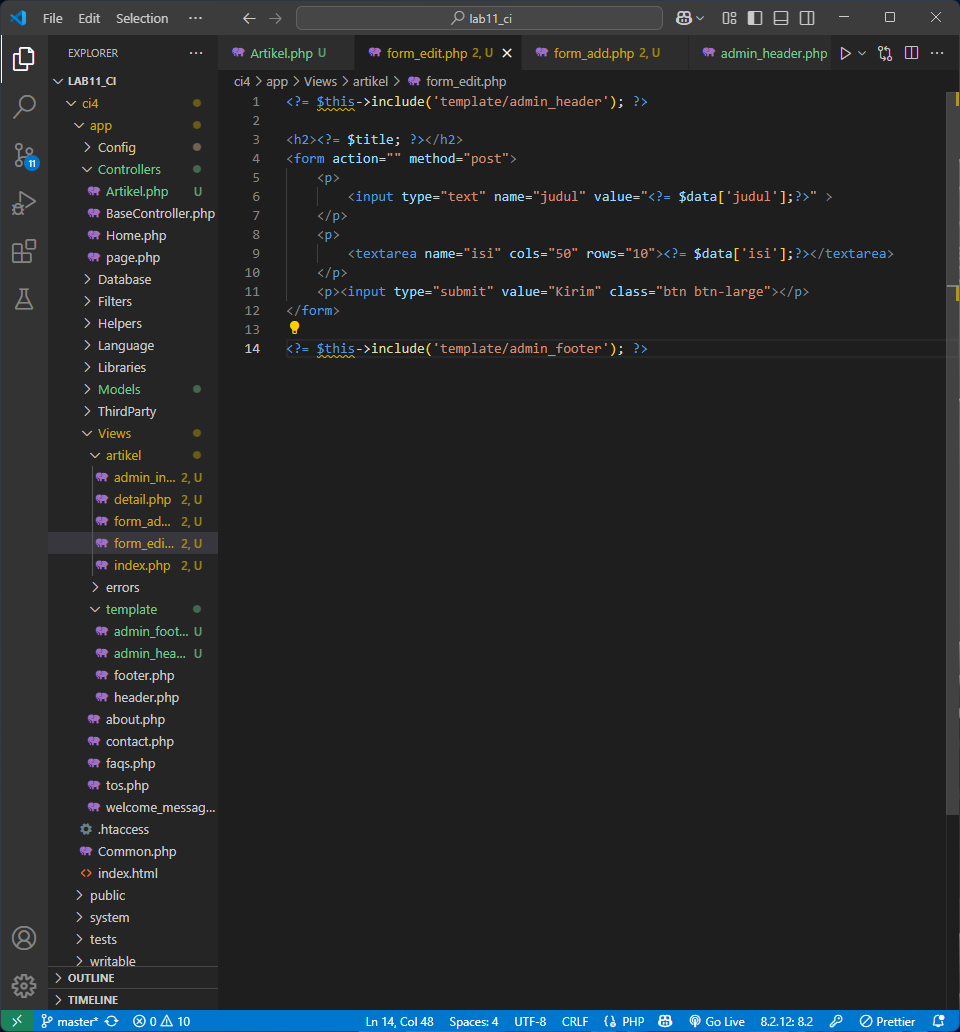 File Edit Selection ··· lab11_ci
EXPLORER ···
LAB11_CI
ci4
app
Config
Controllers
Artikel.php U
BaseController.php
Home.php
page.php
Database
Filters
Helpers
Language
Libraries
Models
ThirdParty
Views
artikel
admin_in... 2, U
detail.php 2, U
form_ad... 2, U
form_edi... 2, U
index.php 2, U
errors
template
admin_foot... U
admin_hea... U
footer.php
header.php
about.php
contact.php
faqs.php
tos.php
welcome_messag...
.htaccess
Common.php
index.html
public
system
tests
writable
OUTLINE
TIMELINE
Artikel.php U form_edit.php 2, U form_add.php 2, U admin_header.php ···
ci4 > app > Views > artikel > form_edit.php
1 <?= $this->include('template/admin_header'); ?>
2
3 <h2><?= $title; ?></h2>
4 <form action="" method="post">
5 <p>
6 <input type="text" name="judul" value="<?= $data['judul'];?>" >
7 </p>
8 <p>
9 <textarea name="isi" cols="50" rows="10"><?= $data['isi'];?></textarea>
10 </p>
11 <p><input type="submit" value="Kirim" class="btn btn-large"></p>
12 </form>
13
14 <?= $this->include('template/admin_footer'); ?>
11
master* 0 10 Ln 14, Col 48 Spaces: 4 UTF-8 CRLF {} PHP Go Live 8.2.12: 8.2 Prettier